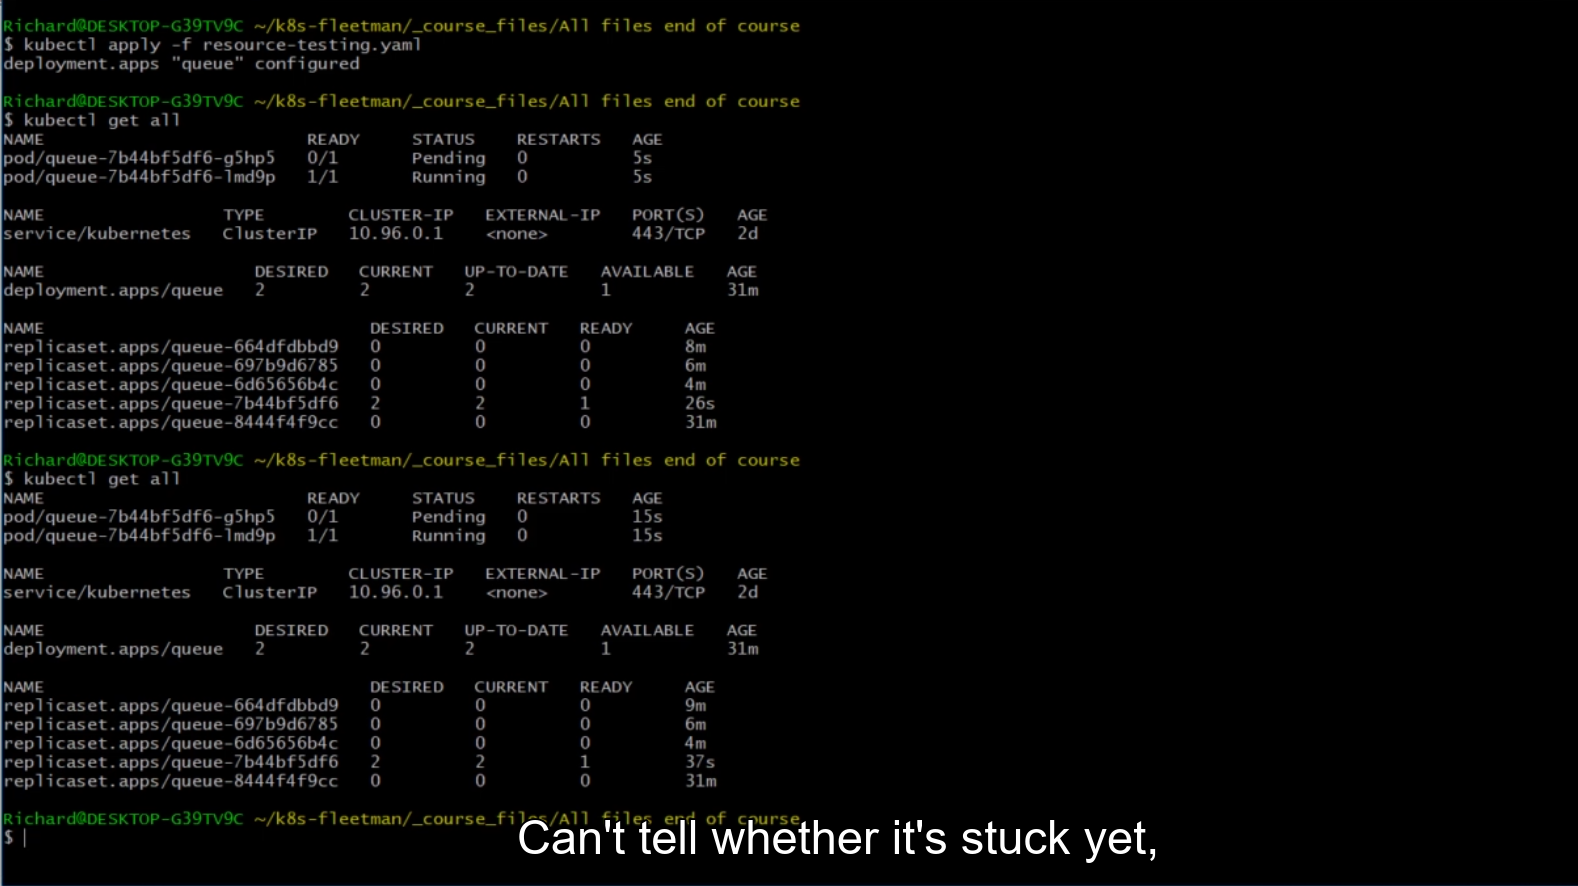 Richard@DESKTOP-G39TV9C ~/k8s-fleetman/_course_files/All files end of course
$ kubectl apply -f resource-testing.yaml
deployment.apps "queue" configured
Richard@DESKTOP-G39TV9C ~/k8s-fleetman/_course_files/All files end of course
$ kubectl get all
NAME READY STATUS RESTARTS AGE
pod/queue-7b44bf5df6-g5hp5 0/1 Pending 0 5s
pod/queue-7b44bf5df6-lmd9p 1/1 Running 0 5s
NAME TYPE CLUSTER-IP EXTERNAL-IP PORT(S) AGE
service/kubernetes ClusterIP 10.96.0.1 <none> 443/TCP 2d
NAME DESIRED CURRENT UP-TO-DATE AVAILABLE AGE
deployment.apps/queue 2 2 2 1 31m
NAME DESIRED CURRENT READY AGE
replicaset.apps/queue-664dfdbbd9 0 0 0 8m
replicaset.apps/queue-697b9d6785 0 0 0 6m
replicaset.apps/queue-6d65656b4c 0 0 0 4m
replicaset.apps/queue-7b44bf5df6 2 2 1 26s
replicaset.apps/queue-8444f4f9cc 0 0 0 31m
Richard@DESKTOP-G39TV9C ~/k8s-fleetman/_course_files/All files end of course
$ kubectl get all
NAME READY STATUS RESTARTS AGE
pod/queue-7b44bf5df6-g5hp5 0/1 Pending 0 15s
pod/queue-7b44bf5df6-lmd9p 1/1 Running 0 15s
NAME TYPE CLUSTER-IP EXTERNAL-IP PORT(S) AGE
service/kubernetes ClusterIP 10.96.0.1 <none> 443/TCP 2d
NAME DESIRED CURRENT UP-TO-DATE AVAILABLE AGE
deployment.apps/queue 2 2 2 1 31m
NAME DESIRED CURRENT READY AGE
replicaset.apps/queue-664dfdbbd9 0 0 0 9m
replicaset.apps/queue-697b9d6785 0 0 0 6m
replicaset.apps/queue-6d65656b4c 0 0 0 4m
replicaset.apps/queue-7b44bf5df6 2 2 1 37s
replicaset.apps/queue-8444f4f9cc 0 0 0 31m
Richard@DESKTOP-G39TV9C ~/k8s-fleetman/_course_files/All files end of course
$
Can't tell whether it's stuck yet,